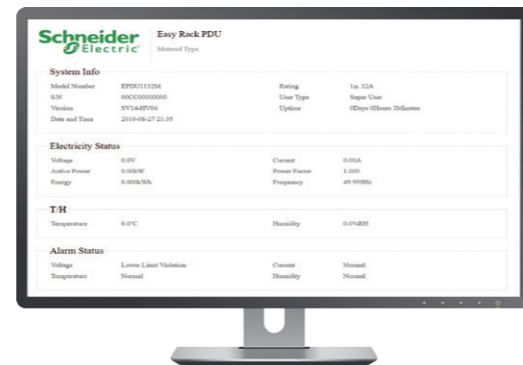 Schneider Electric
Easy Rack PDU
Metered Type
System Info
Model Number EPDU1132M Rating 1φ, 32A
S/N 00CC00000000 User Type Super User
Version SV14-HV04 Uptime 0Days 0Hours 3Minutes
Date and Time 2019-08-27 21:35
Electricity Status
Voltage 0.0V Current 0.00A
Active Power 0.00kW Power Factor 1.000
Energy 0.000kWh Frequency 49.999Hz
T/H
Temperature 0.0°C Humidity 0.0%RH
Alarm Status
Voltage Lower Limit Violation Current Normal
Temperature Normal Humidity Normal